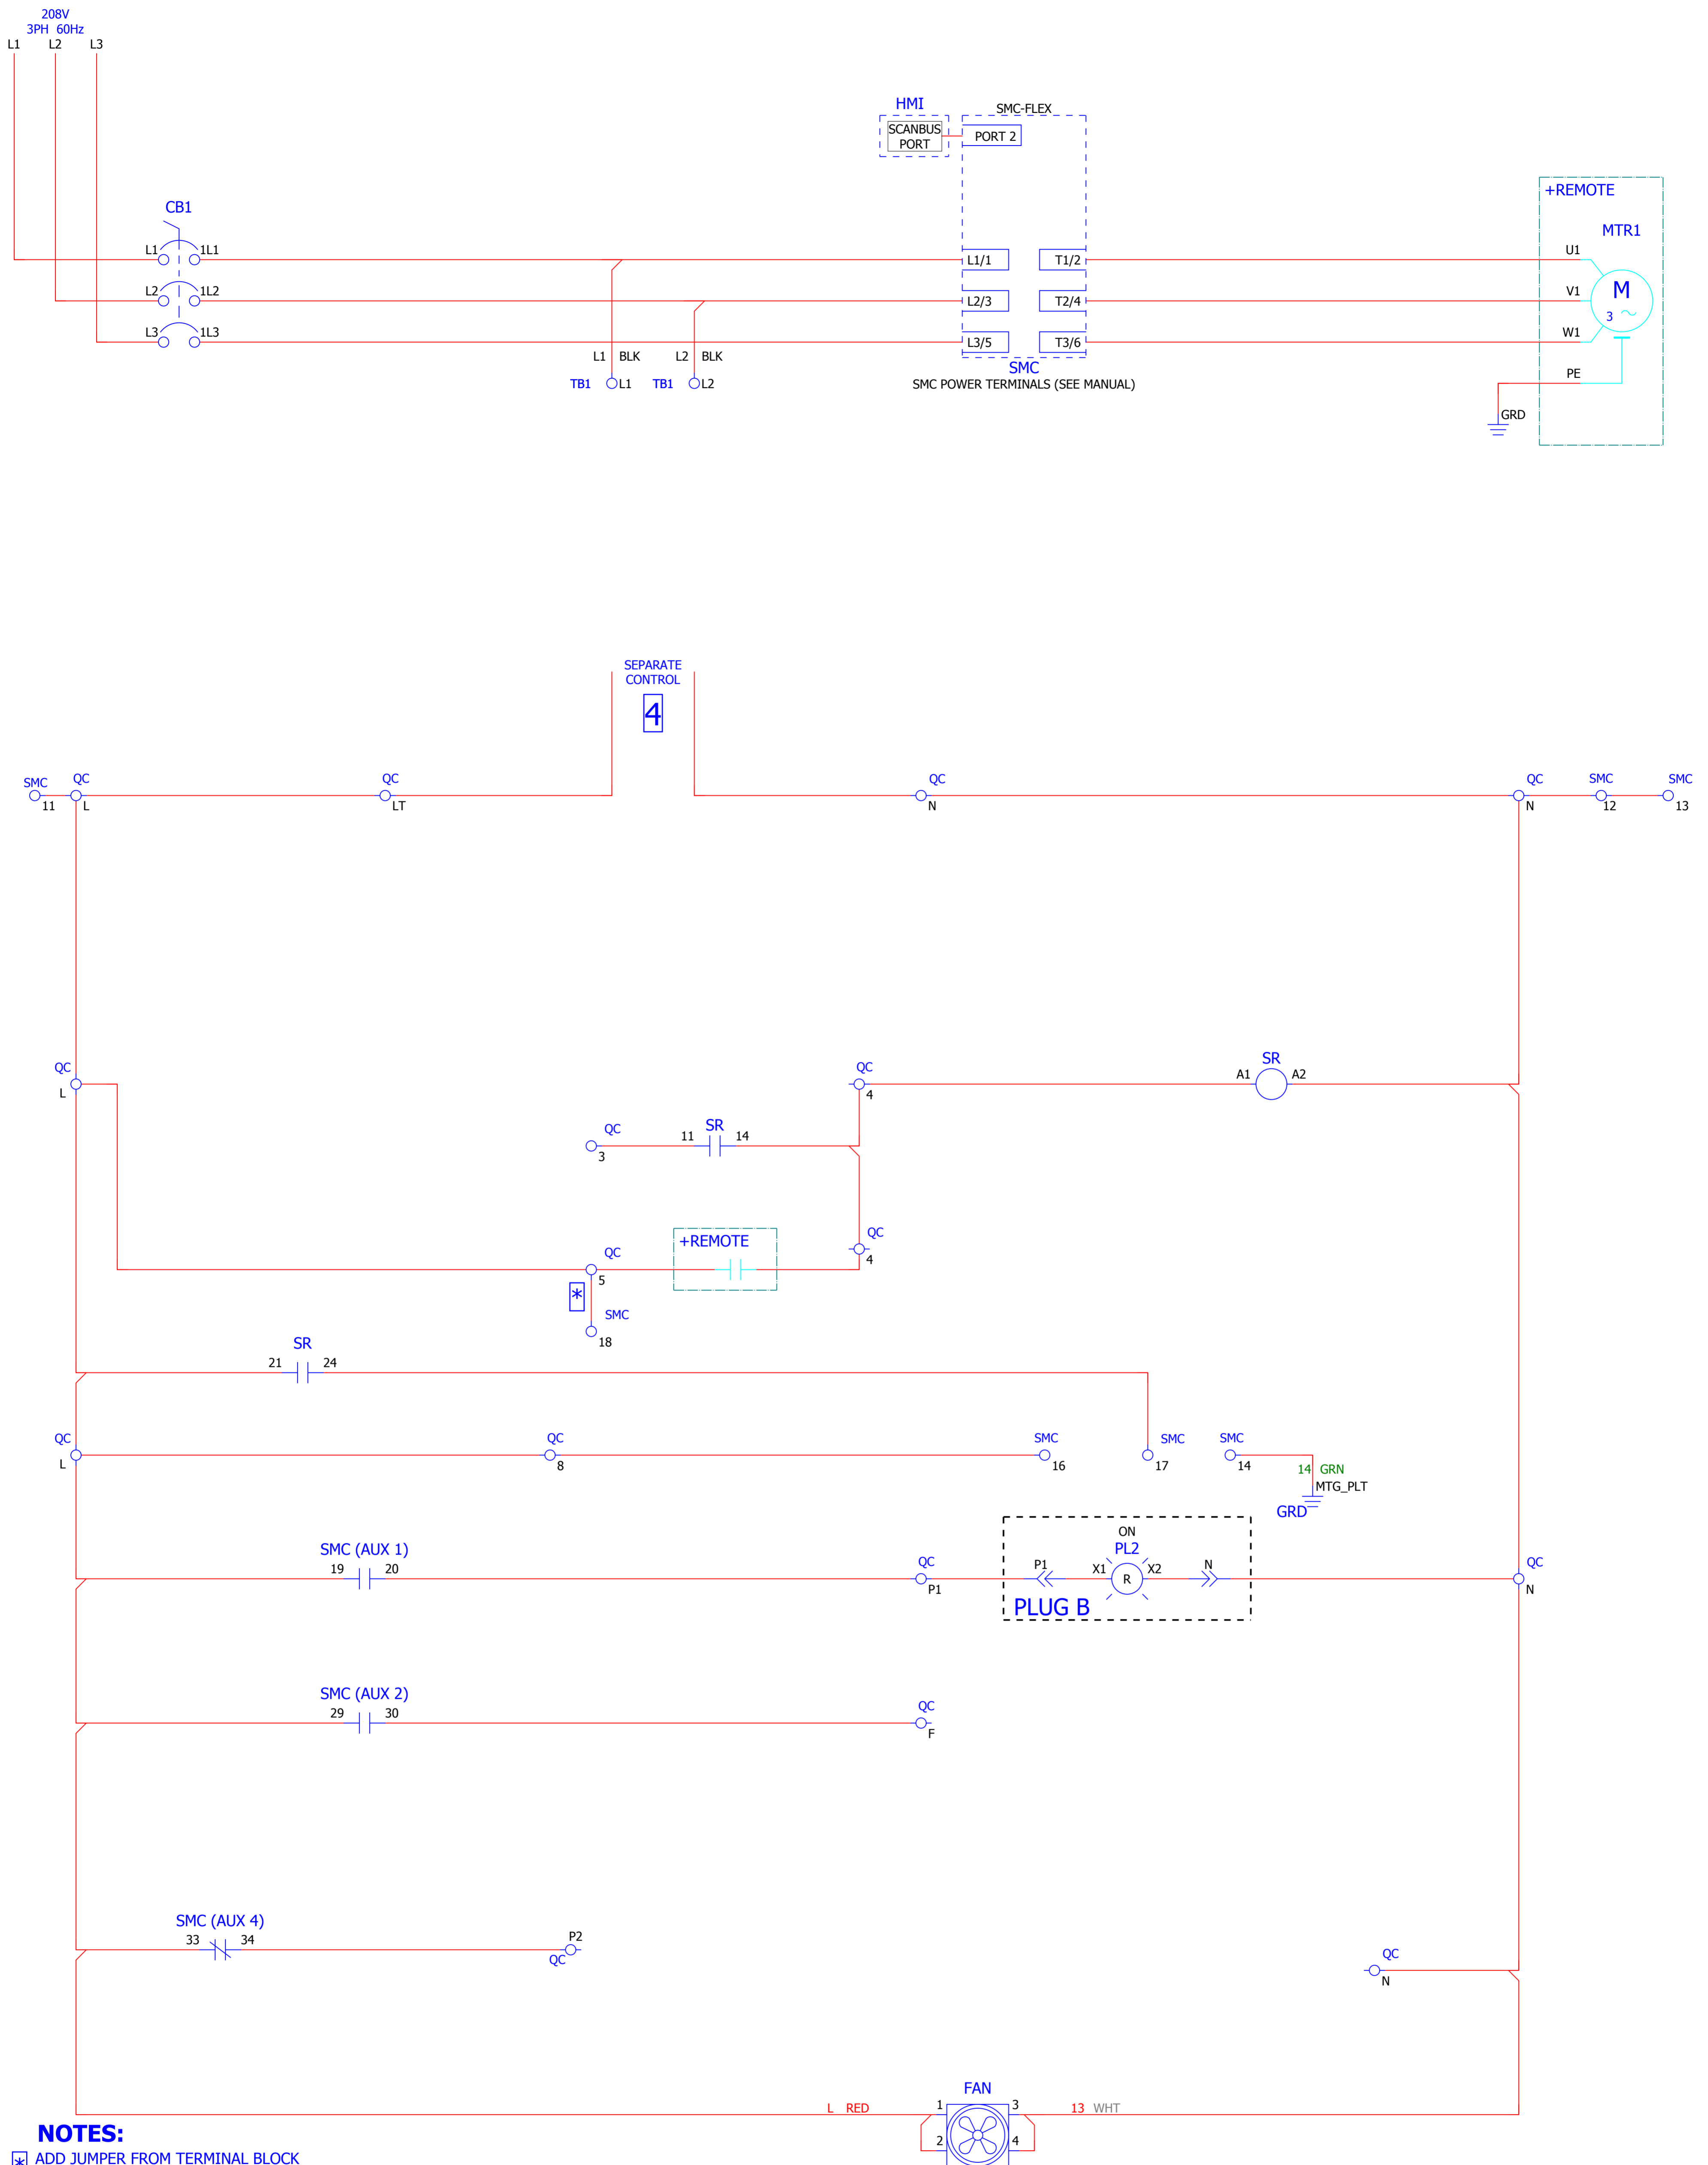 208V
3PH 60Hz
L1 L2 L3
HMI
SMC-FLEX
SCANBUS
PORT
PORT 2
+REMOTE
CB1
MTR1
L1 1L1
L1/1 T1/2
U1
L2 1L2
L2/3 T2/4
V1
M
3
L3 1L3
L3/5 T3/6
W1
L1 BLK L2 BLK
SMC
PE
TB1 L1 TB1 L2
SMC POWER TERMINALS (SEE MANUAL)
GRD
SEPARATE
CONTROL
4
SMC QC QC QC QC SMC SMC
11 L LT N N 12 13
QC QC SR
L 4 A1 A2
QC SR
3 11 14
QC
4
+REMOTE
QC
5
*
SMC
18
SR
21 24
QC QC SMC SMC SMC
L 8 16 17 14
14 GRN
MTG_PLT
GRD
ON
PL2
SMC (AUX 1)
19 20
QC
P1
P1 X1 R X2 N
QC
N
PLUG B
SMC (AUX 2)
29 30
QC
F
SMC (AUX 4)
33 34
P2
QC
QC
N
FAN
L RED 1 3 13 WHT
2 4
NOTES:
* ADD JUMPER FROM TERMINAL BLOCK